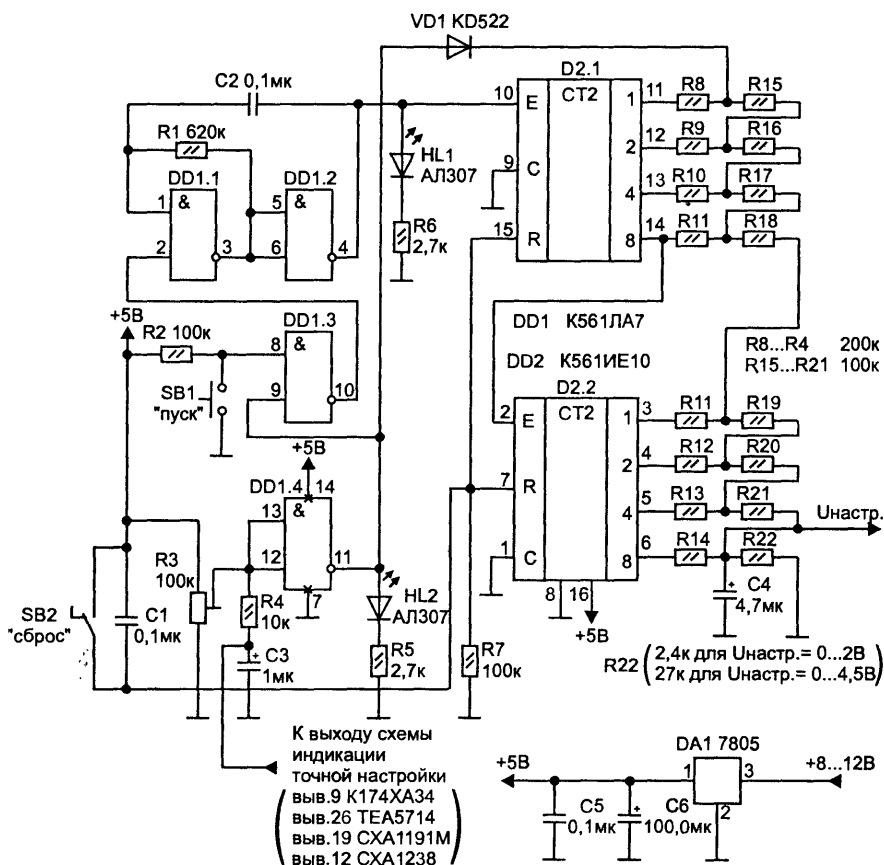 VD1 KD522
C2 0,1мк
R1 620к
DD1.1
&
1
2
3
DD1.2
&
5
6
4
HL1
АЛ307
R6
2,7к
D2.1
CT2
10 E
9 C
15 R
1 11 R8 R15
2 12 R9 R16
4 13 R10 R17
8 14 R11 R18
+5В
R2 100к
DD1.3
&
8
9
10
SB1
"пуск"
DD1 К561ЛА7
DD2 К561ИЕ10
R8...R4 200к
R15...R21 100к
D2.2
CT2
2 E
7 R
1 C
1 3 R11 R19
2 4 R12 R20
4 5 R13 R21
8 6 R14 R22
8 16
+5В
Uнастр.
C4
4,7мк
+5В
DD1.4 14
&
13
12
11
7
R3
100к
R4
10к
C3
1мк
SB2
"сброс"
C1
0,1мк
HL2
АЛ307
R5
2,7к
R7
100к
R22 ( 2,4к для Uнастр.= 0...2В
27к для Uнастр.= 0...4,5В )
К выходу схемы
индикации
точной настройки
( выв.9 К174ХА34
выв.26 TEA5714
выв.19 CXA1191M
выв.12 CXA1238 )
DA1 7805
+5В
1
3
2
+8...12В
C5
0,1мк
C6
100,0мк